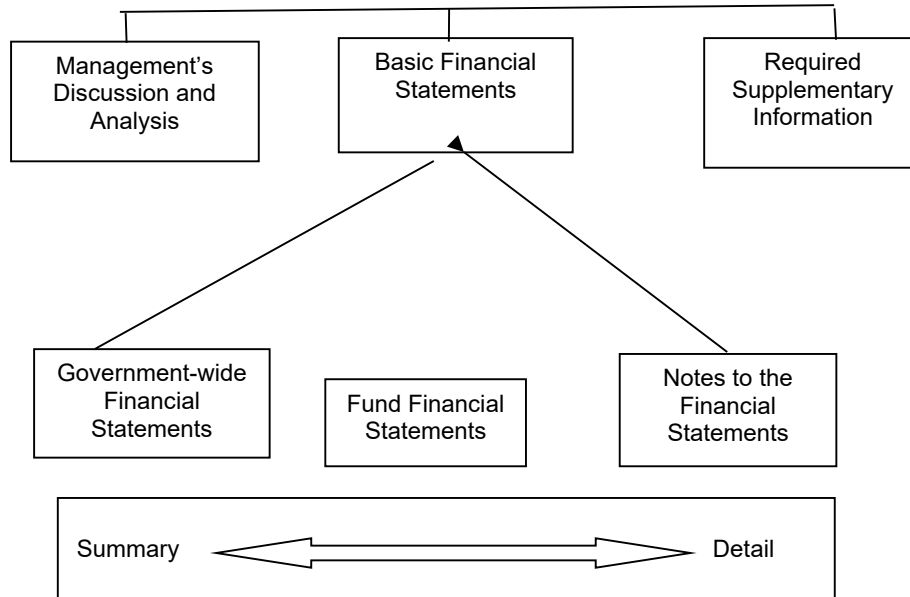 Management’s
Discussion and
Analysis
Basic Financial
Statements
Required
Supplementary
Information
Government-wide
Financial
Statements
Fund Financial
Statements
Notes to the
Financial
Statements
Summary
Detail